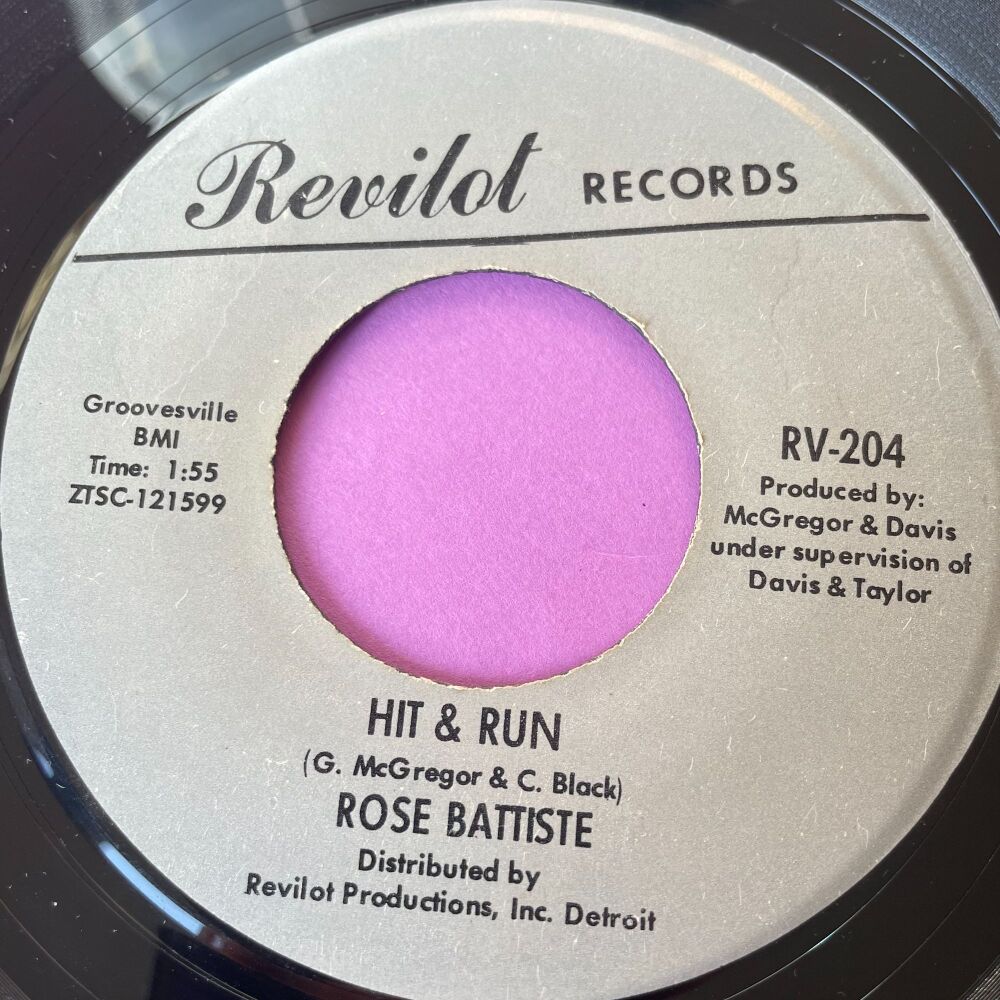 Revilot RECORDS
Groovesville
BMI
Time: 1:55
ZTSC-121599
RV-204
Produced by:
McGregor & Davis
under supervision of
Davis & Taylor
HIT & RUN
(G. McGregor & C. Black)
ROSE BATTISTE
Distributed by
Revilot Productions, Inc. Detroit